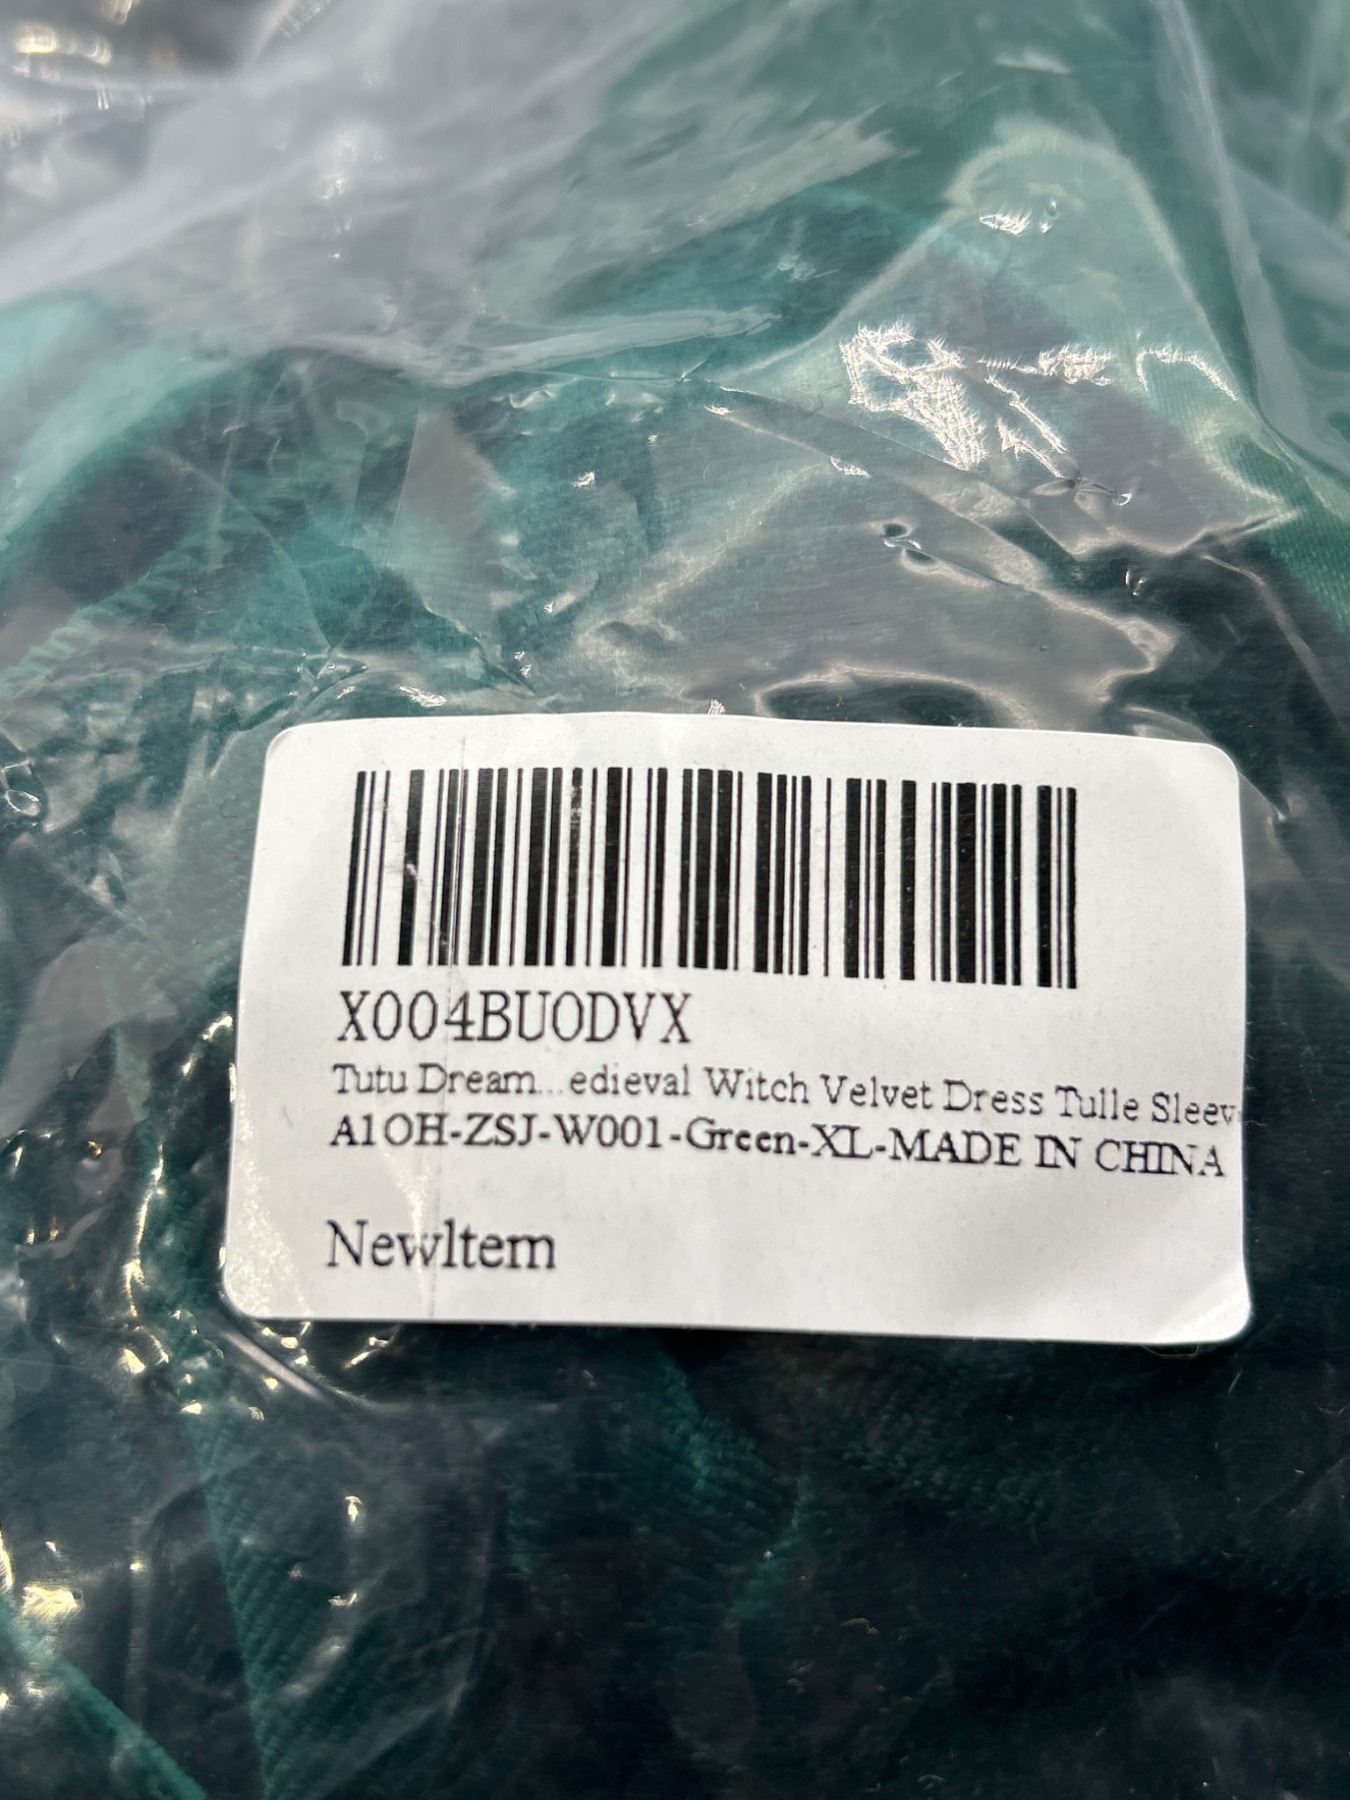 X004BUODVX
Tutu Dream...edieval Witch Velvet Dress Tulle Sleev
A1OH-ZSJ-W001-Green-XL-MADE IN CHINA
NewItem